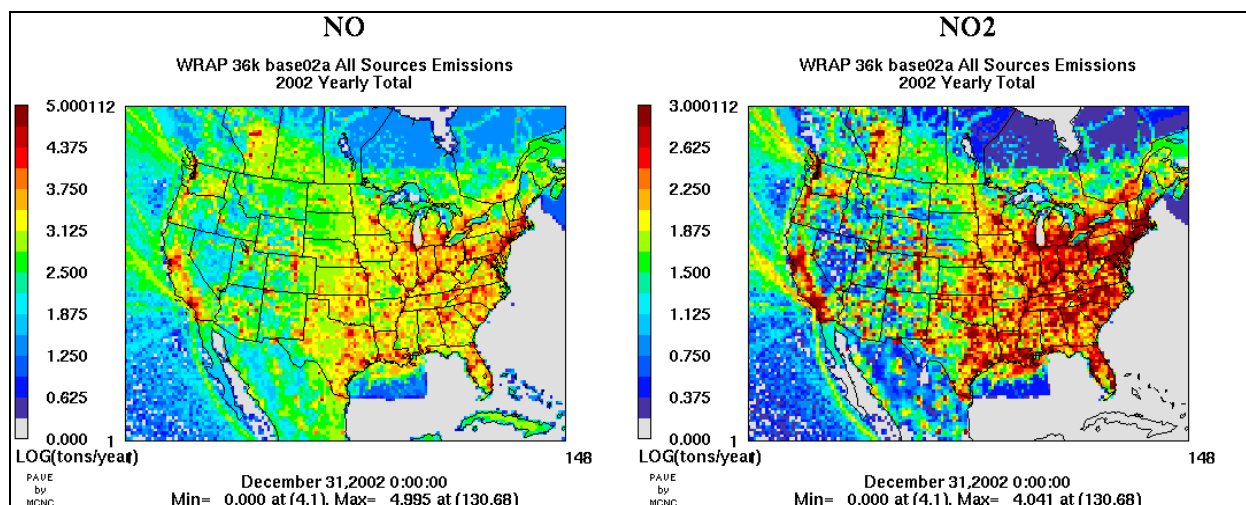 NO
WRAP 36k base02a All Sources Emissions
2002 Yearly Total
5.000
4.375
3.750
3.125
2.500
1.875
1.250
0.625
0.000
112
1
LOG(tons/year)
148
PAVE
by
MCNC
December 31,2002 0:00:00
Min= 0.000 at (4,1), Max= 4.995 at (130,68)
NO2
WRAP 36k base02a All Sources Emissions
2002 Yearly Total
3.000
2.625
2.250
1.875
1.500
1.125
0.750
0.375
0.000
112
1
LOG(tons/year)
148
PAVE
by
MCNC
December 31,2002 0:00:00
Min= 0.000 at (4,1), Max= 4.041 at (130,68)